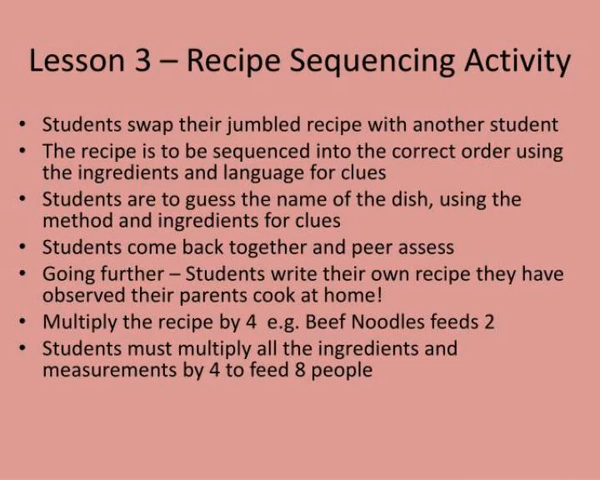 Lesson 3 – Recipe Sequencing Activity
• Students swap their jumbled recipe with another student
• The recipe is to be sequenced into the correct order using
the ingredients and language for clues
• Students are to guess the name of the dish, using the
method and ingredients for clues
• Students come back together and peer assess
• Going further – Students write their own recipe they have
observed their parents cook at home!
• Multiply the recipe by 4  e.g. Beef Noodles feeds 2
• Students must multiply all the ingredients and
measurements by 4 to feed 8 people